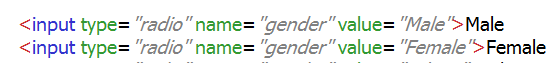 <input type="radio" name="gender" value="Male">Male
<input type="radio" name="gender" value="Female">Female